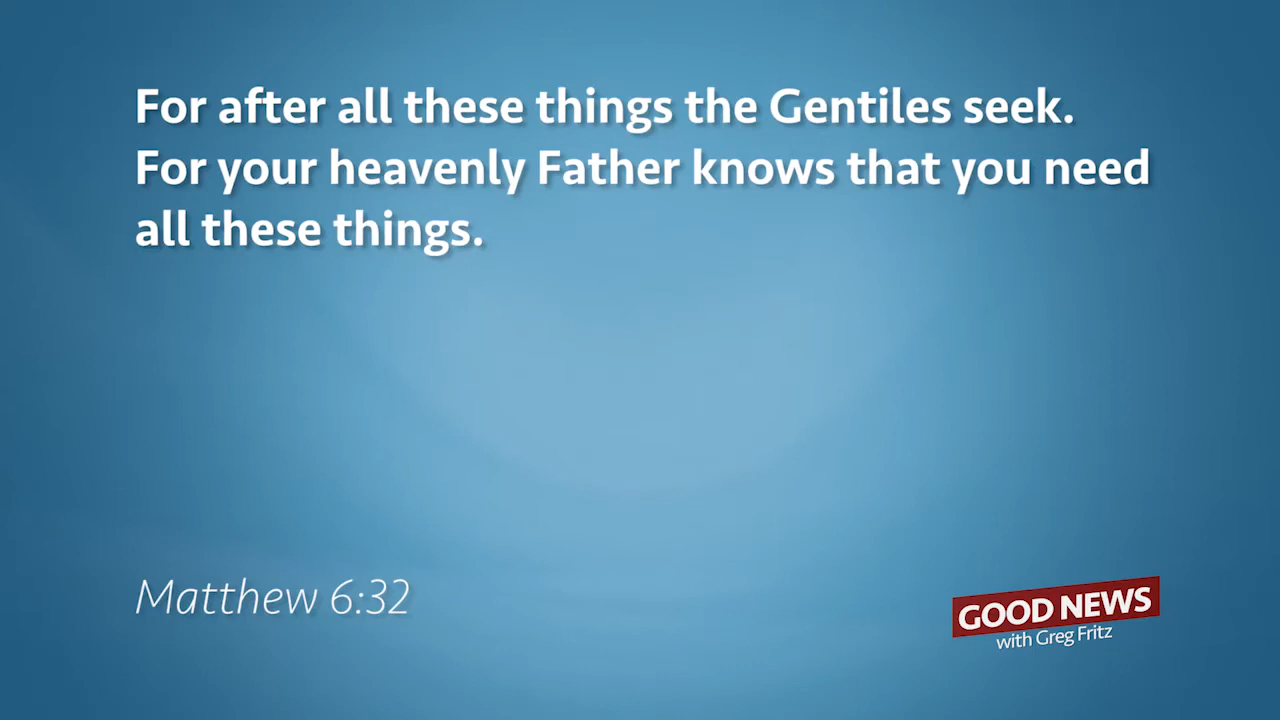 For after all these things the Gentiles seek.
For your heavenly Father knows that you need
all these things.
Matthew 6:32
GOOD NEWS
with Greg Fritz